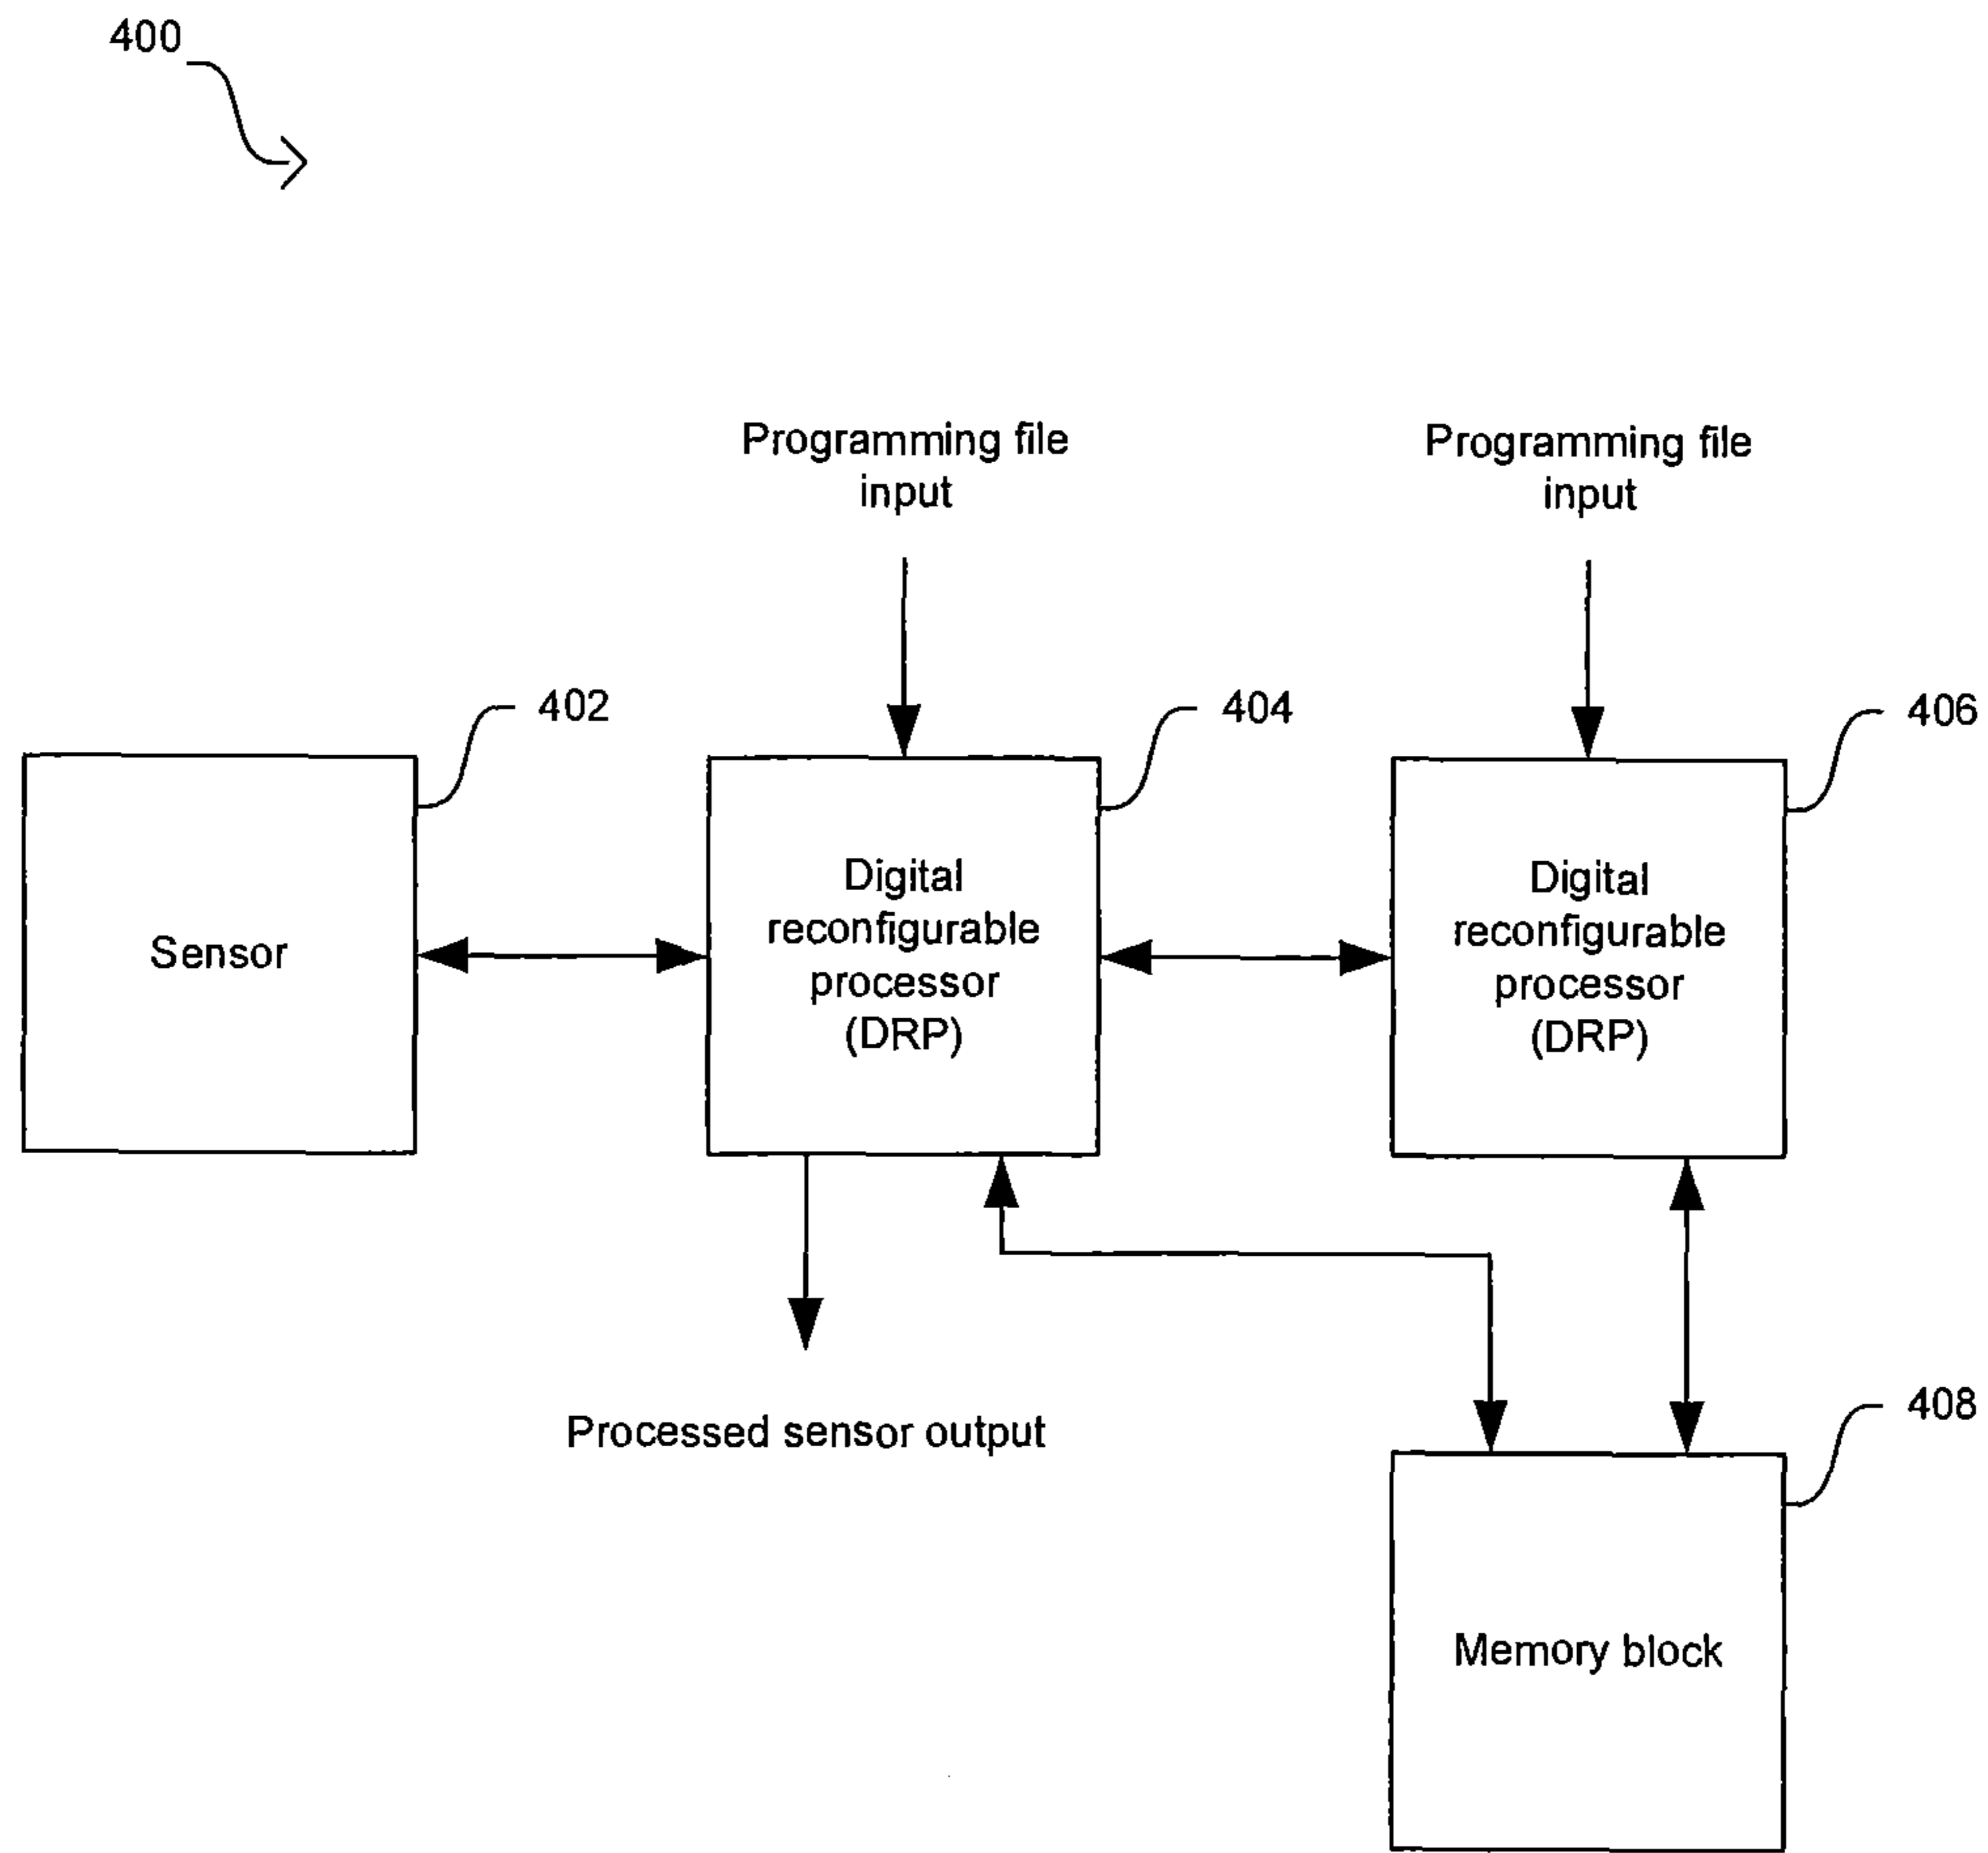 400
Programming file
input
Programming file
input
402
404
406
Sensor
Digital
reconfigurable
processor
(DRP)
Digital
reconfigurable
processor
(DRP)
Processed sensor output
408
Memory block